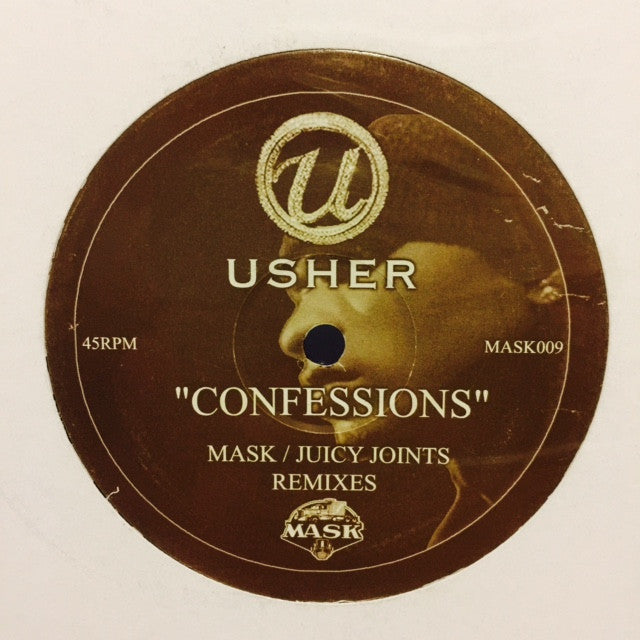 U
USHER
45RPM
MASK009
"CONFESSIONS"
MASK / JUICY JOINTS
REMIXES
MASK